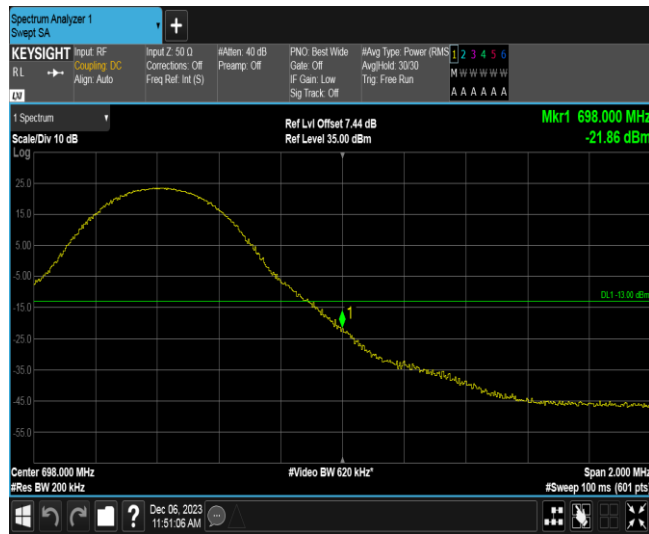 Spectrum Analyzer 1
Swept SA
+
KEYSIGHT
RL
LXI
Input: RF
Coupling: DC
Align: Auto
Input Z: 50 Ω
Corrections: Off
Freq Ref: Int (S)
#Atten: 40 dB
Preamp: Off
PNO: Best Wide
Gate: Off
IF Gain: Low
Sig Track: Off
#Avg Type: Power (RMS
Avg|Hold: 30/30
Trig: Free Run
1 2 3 4 5 6
M W W W W W
A A A A A A
1 Spectrum
Scale/Div 10 dB
Log
Ref Lvl Offset 7.44 dB
Ref Level 35.00 dBm
Mkr1 698.000 MHz
-21.86 dBm
25.0
15.0
5.00
-5.00
-15.0
-25.0
-35.0
-45.0
-55.0
DL1 -13.00 dBm
1
Center 698.000 MHz
#Res BW 200 kHz
#Video BW 620 kHz*
Span 2.000 MHz
#Sweep 100 ms (601 pts)
?
Dec 06, 2023
11:51:06 AM